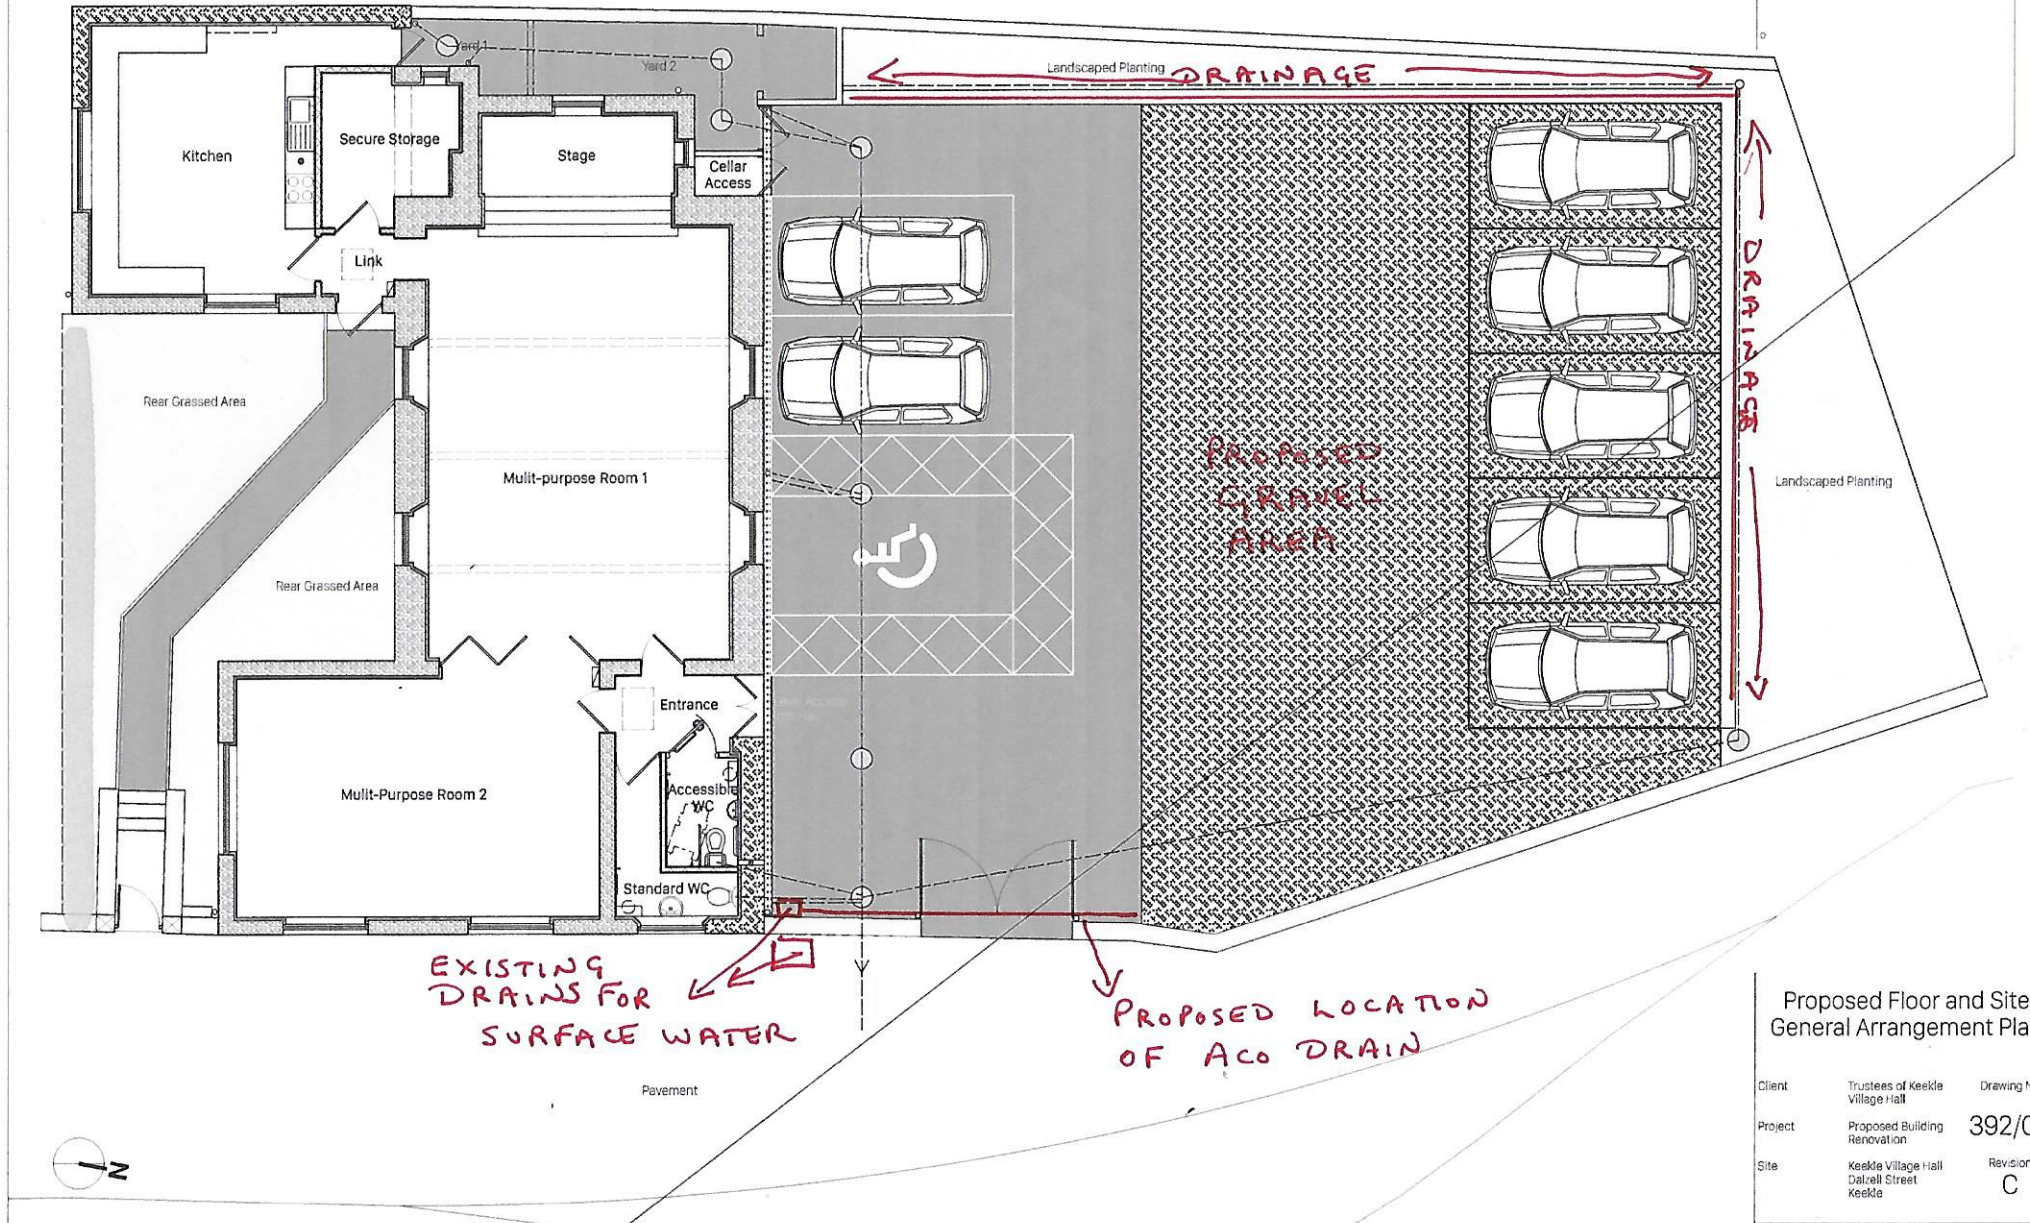 Yard 1
Yard 2
Landscaped Planting
DRAINAGE
Kitchen
Secure Storage
Stage
Cellar
Access
Link
DRAINAGE
Rear Grassed Area
Mulit-purpose Room 1
PROPOSED
GRAVEL
AREA
Landscaped Planting
Rear Grassed Area
Entrance
Mulit-Purpose Room 2
Accessible
WC
Standard WC
EXISTING
DRAINS FOR
SURFACE WATER
PROPOSED LOCATION
OF ACO DRAIN
Pavement
N
Proposed Floor and Site
General Arrangement Pla
Client Trustees of Keekle Drawing N
Village Hall
Project Proposed Building 392/0
Renovation
Site Keekle Village Hall Revision
Dalzell Street C
Keekle